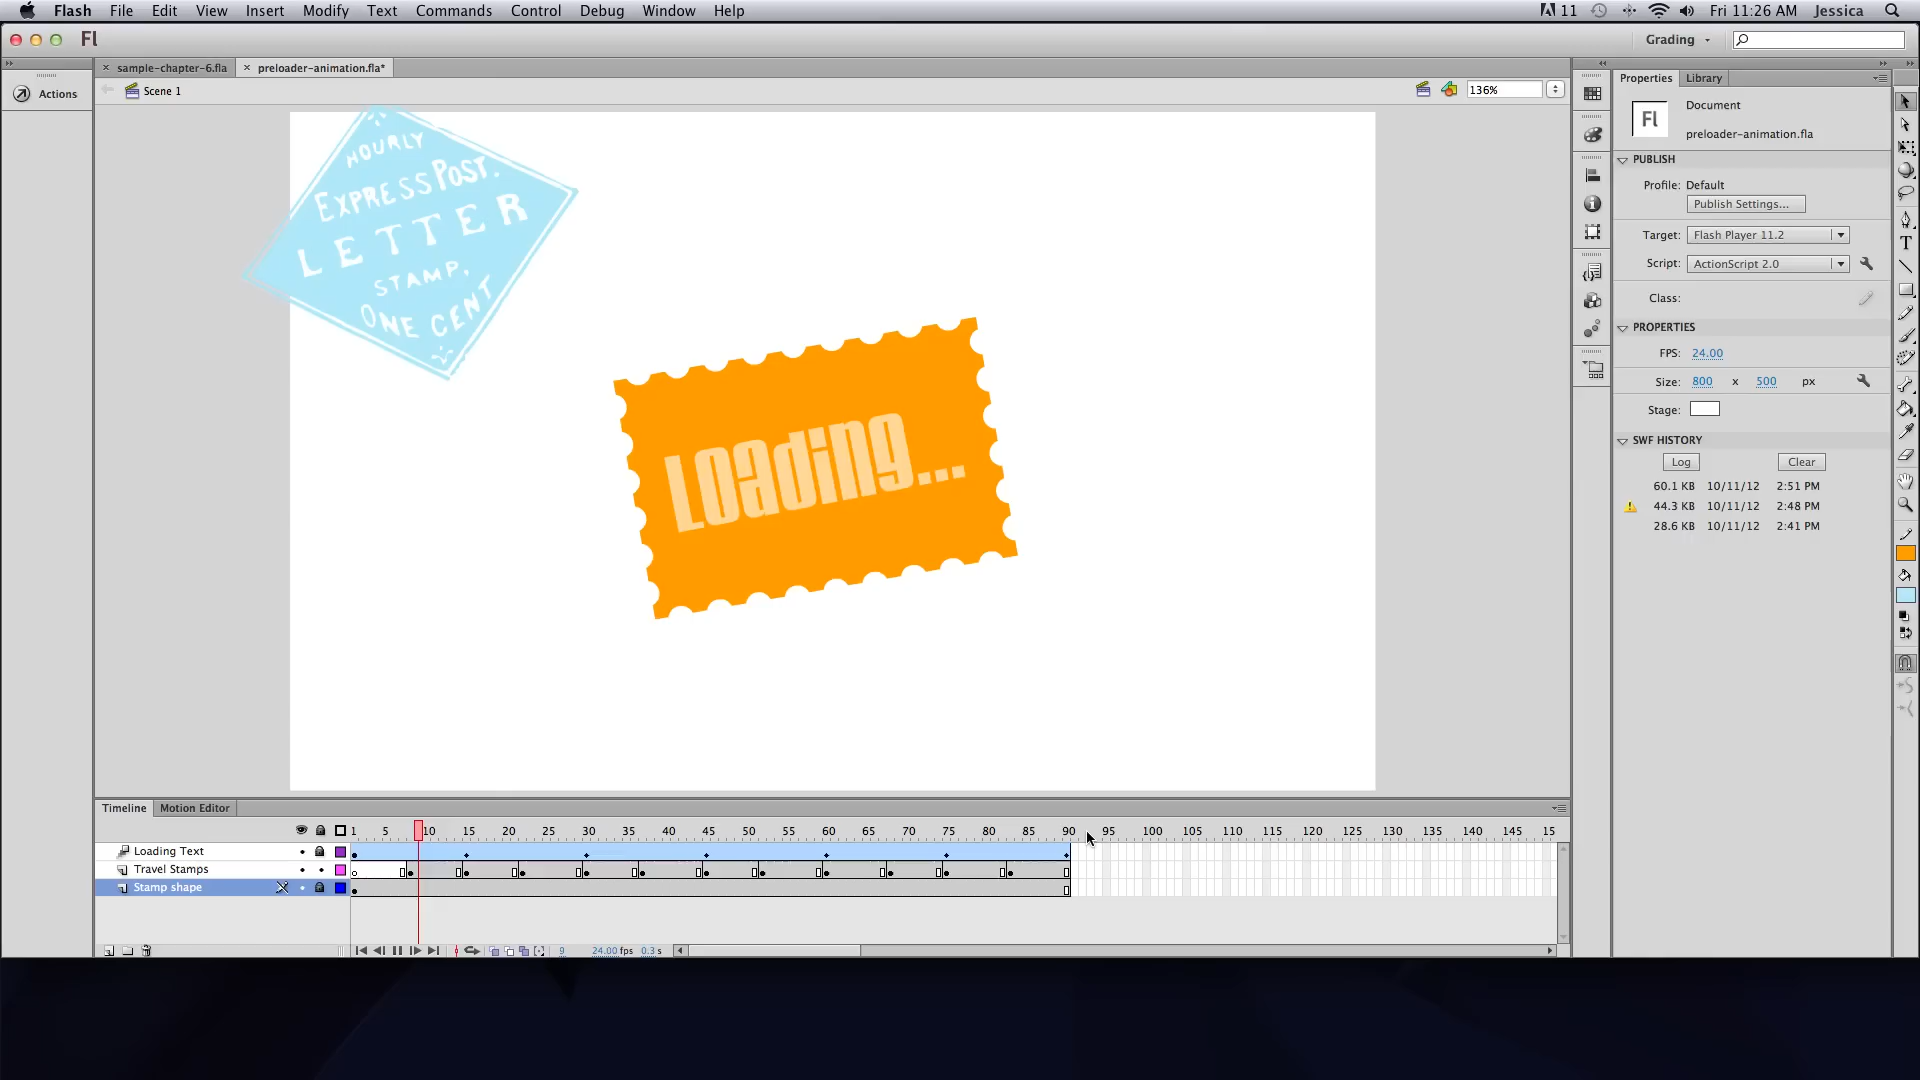 Flash File Edit View Insert Modify Text Commands Control Debug Window Help
11 Fri 11:26 AM Jessica
Fl Grading
sample-chapter-6.fla preloader-animation.fla*
Actions
Scene 1 136%
HOURLY
EXPRESS POST.
LETTER
STAMP.
ONE CENT
Loading...
Properties Library
Fl Document
preloader-animation.fla
PUBLISH
Profile: Default
Publish Settings...
Target: Flash Player 11.2
Script: ActionScript 2.0
Class:
PROPERTIES
FPS: 24.00
Size: 800 x 500 px
Stage:
SWF HISTORY
Log Clear
60.1 KB 10/11/12 2:51 PM
44.3 KB 10/11/12 2:48 PM
28.6 KB 10/11/12 2:41 PM
Timeline Motion Editor
1 5 10 15 20 25 30 35 40 45 50 55 60 65 70 75 80 85 90 95 100 105 110 115 120 125 130 135 140 145 15
Loading Text
Travel Stamps
Stamp shape
9 24.00 fps 0.3 s